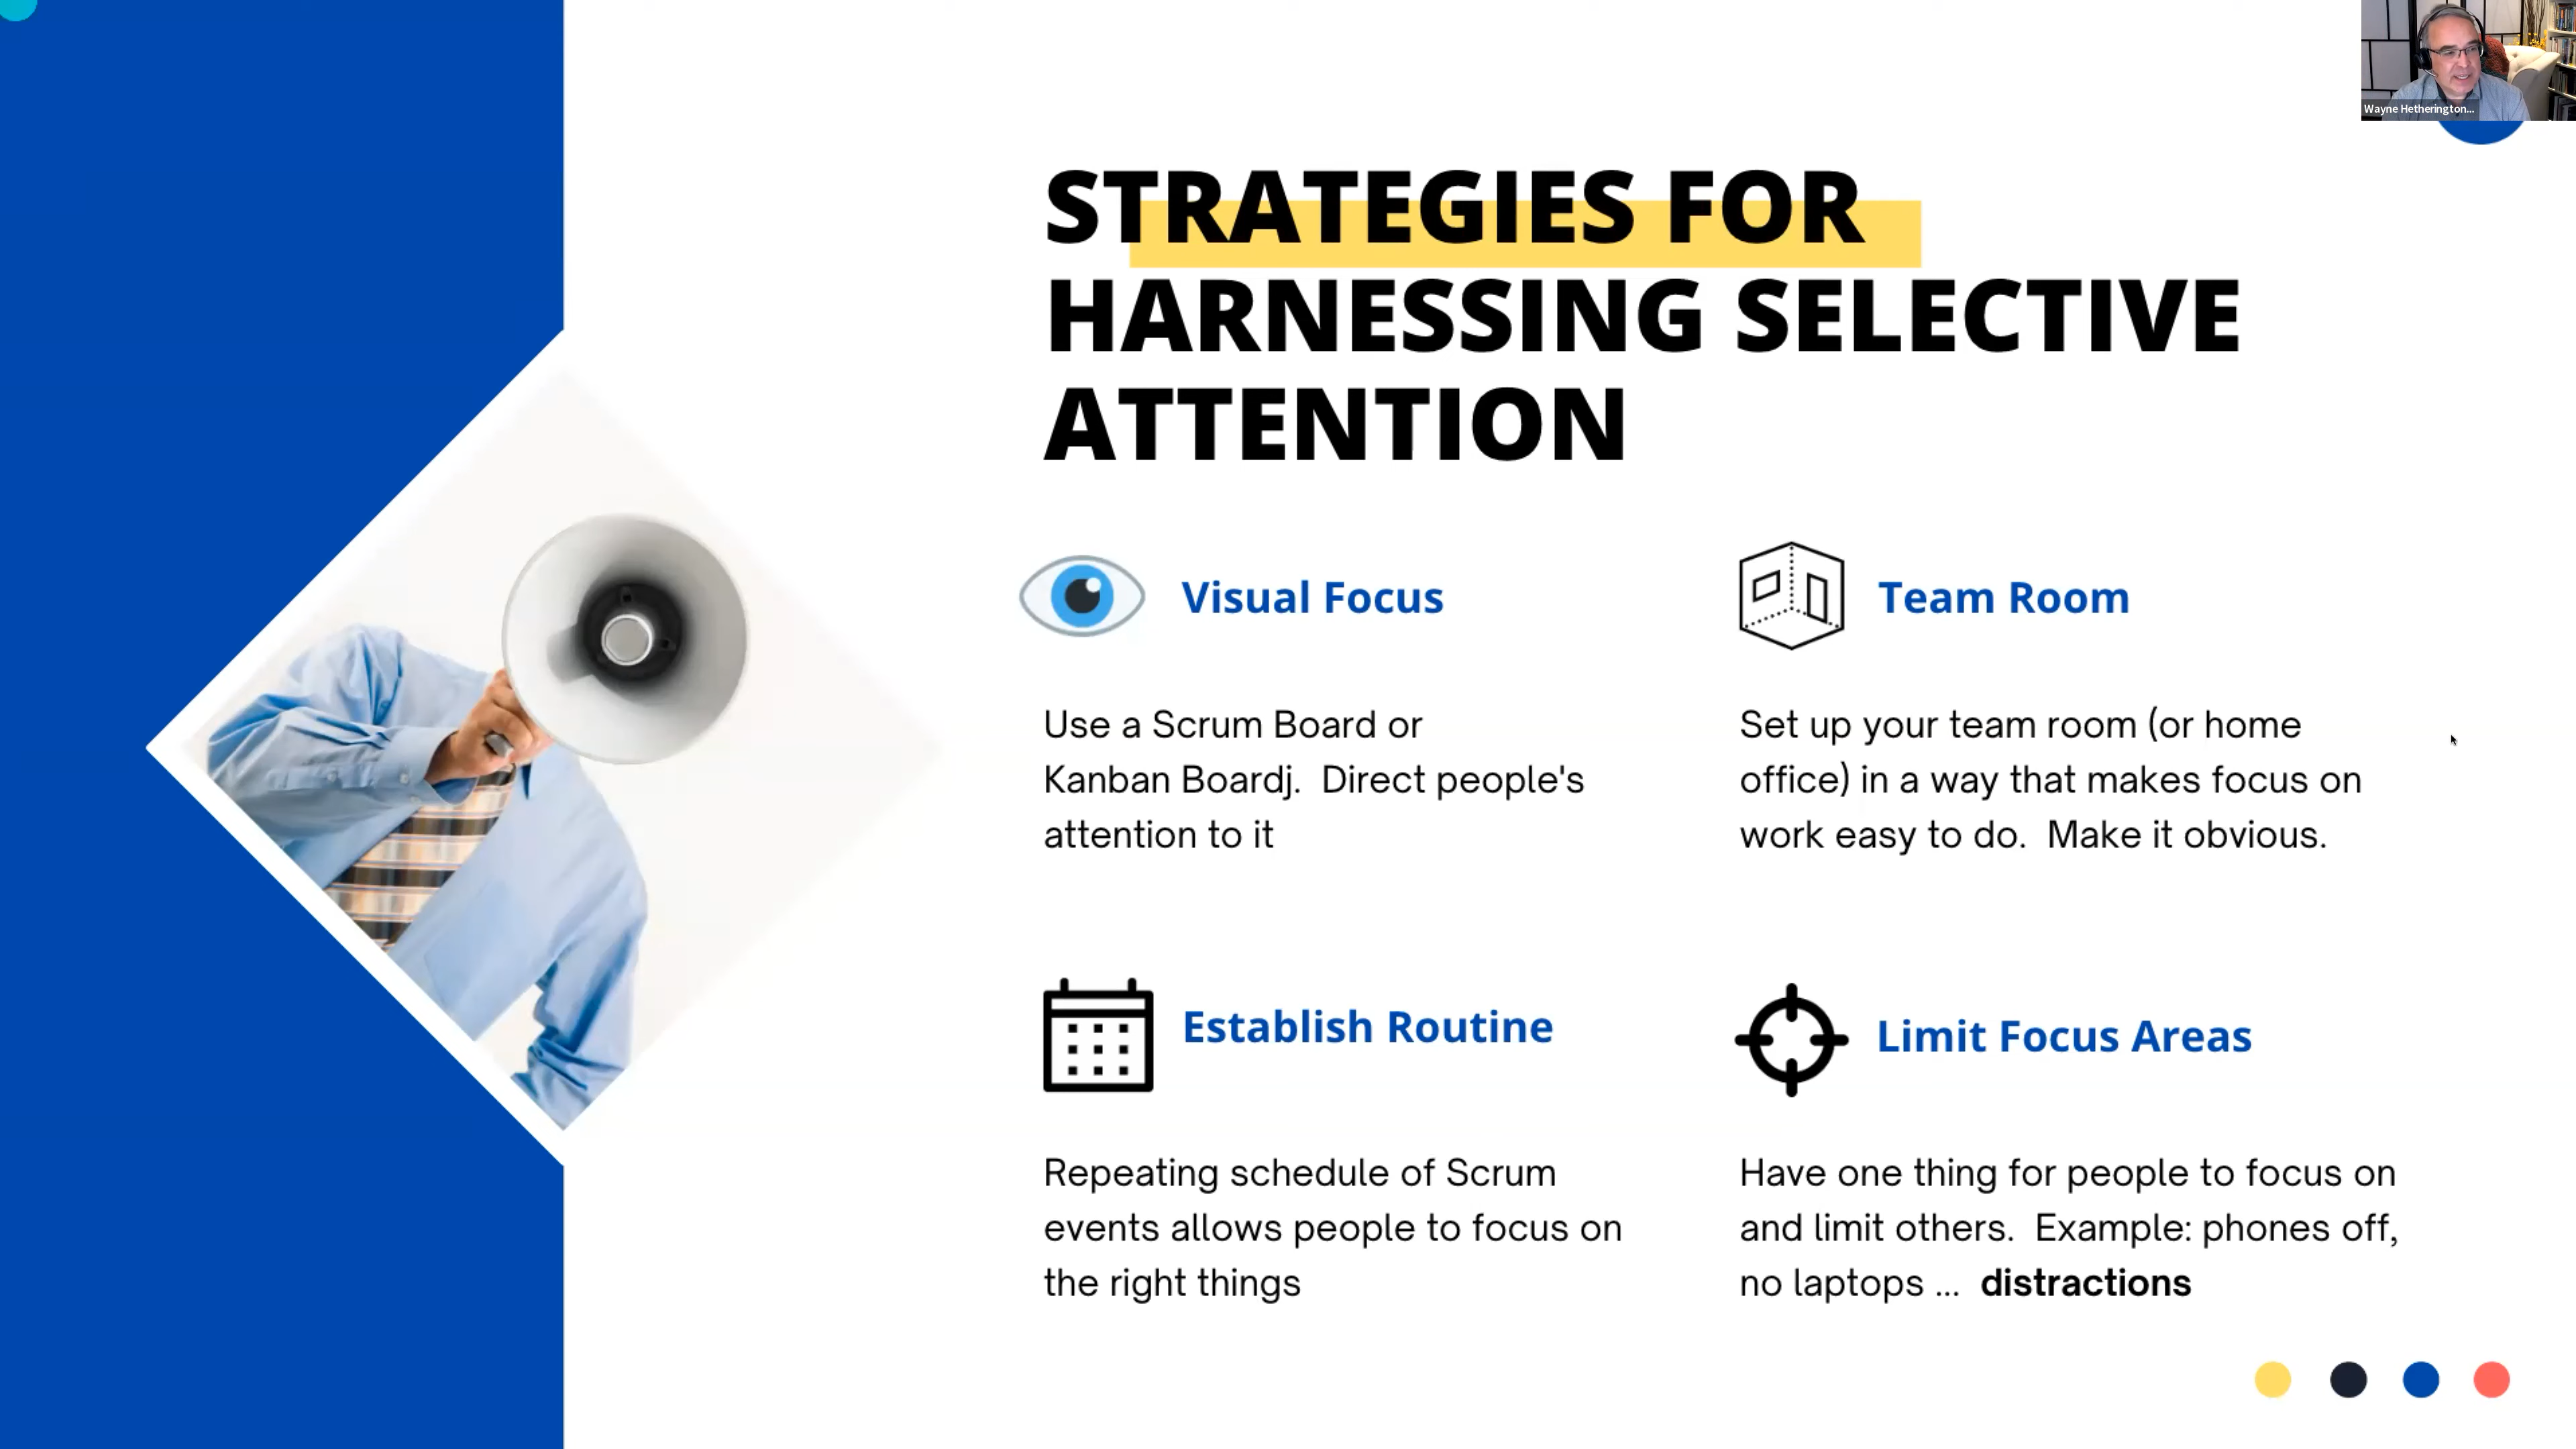 Wayne Hetherington...
STRATEGIES FOR
HARNESSING SELECTIVE
ATTENTION
Visual Focus
Use a Scrum Board or
Kanban Boardj.  Direct people's
attention to it
Team Room
Set up your team room (or home
office) in a way that makes focus on
work easy to do.  Make it obvious.
Establish Routine
Repeating schedule of Scrum
events allows people to focus on
the right things
Limit Focus Areas
Have one thing for people to focus on
and limit others.  Example: phones off,
no laptops ...  distractions